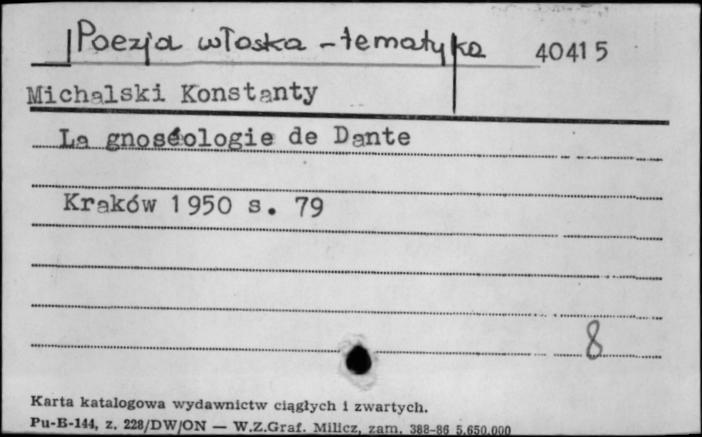 Poezja włoska - tematyka 40415
Michalski Konstanty
La gnoséologie de Dante
Kraków 1950 s. 79
8
Karta katalogowa wydawnictw ciągłych i zwartych.
Pu-B-144, z. 228/DW/ON — W.Z.Graf. Milicz, zam. 388-86 5.650.000